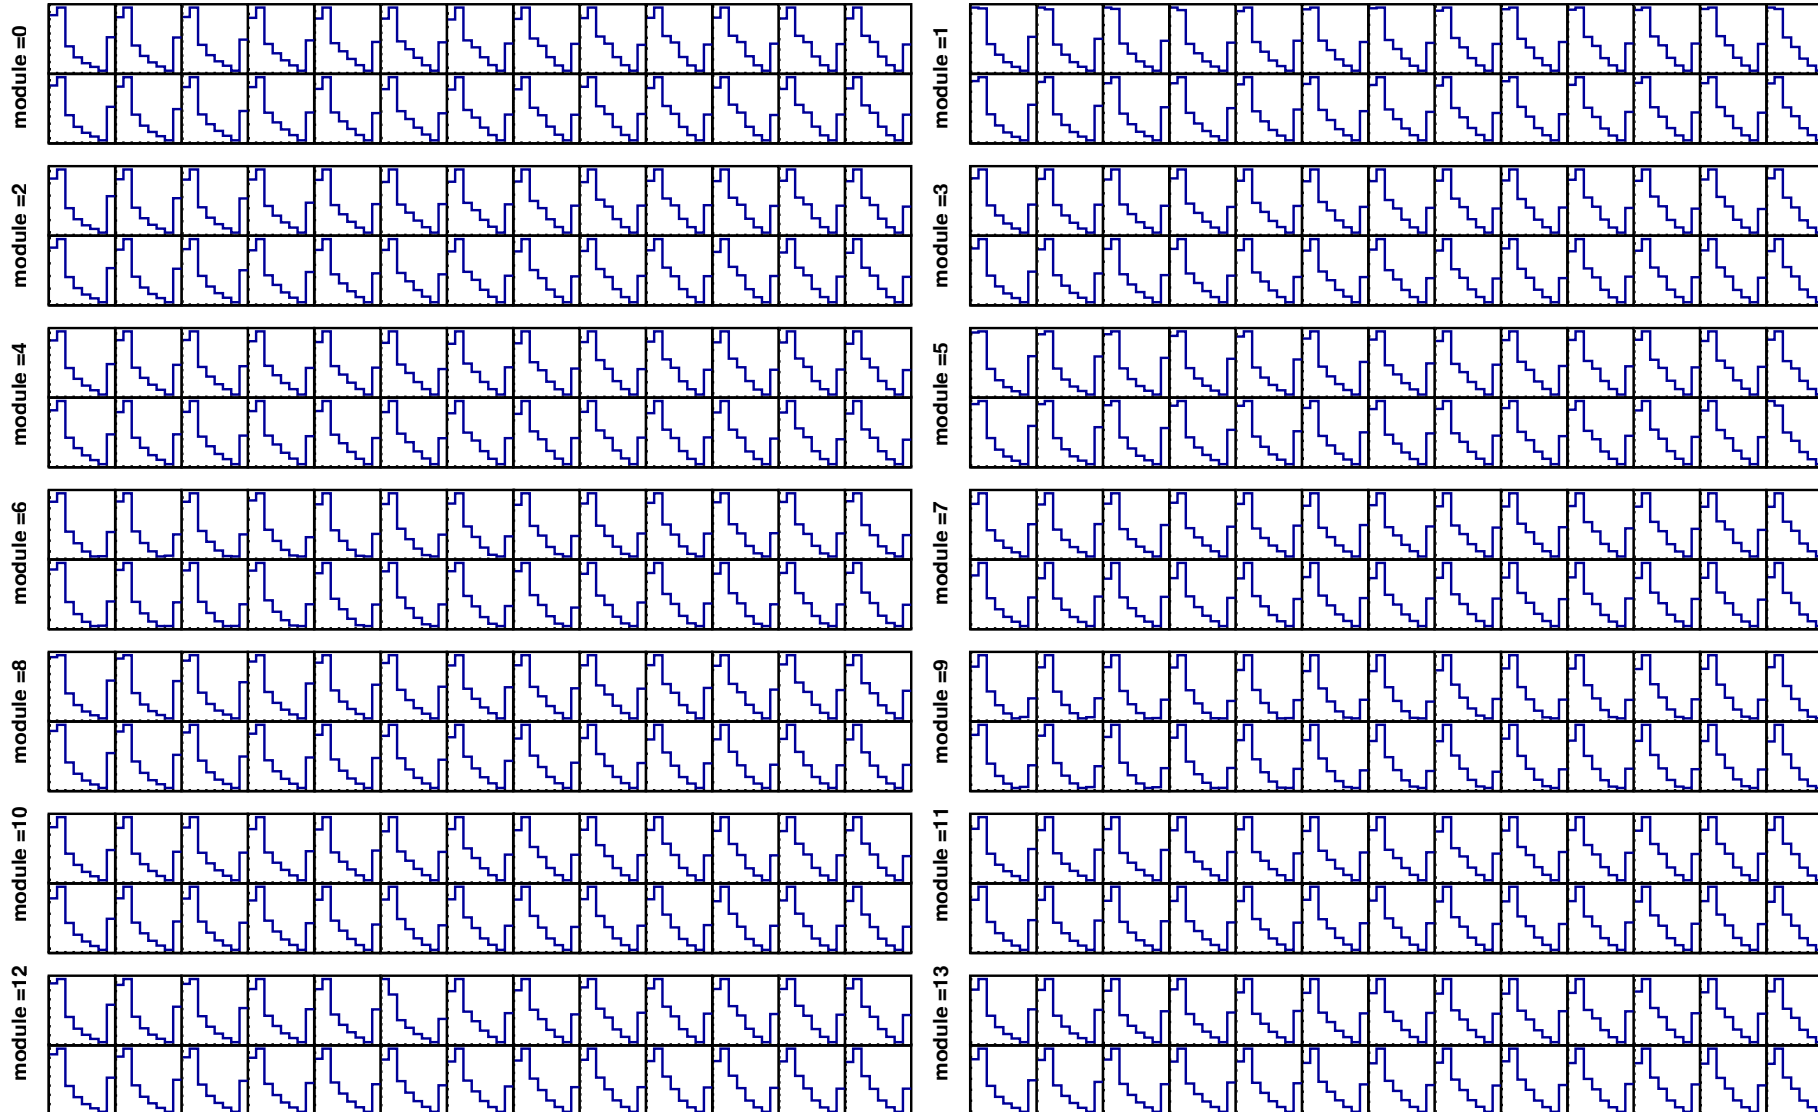 module =0
module =1
module =2
module =3
module =4
module =5
module =6
module =7
module =8
module =9
module =10
module =11
module =12
module =13